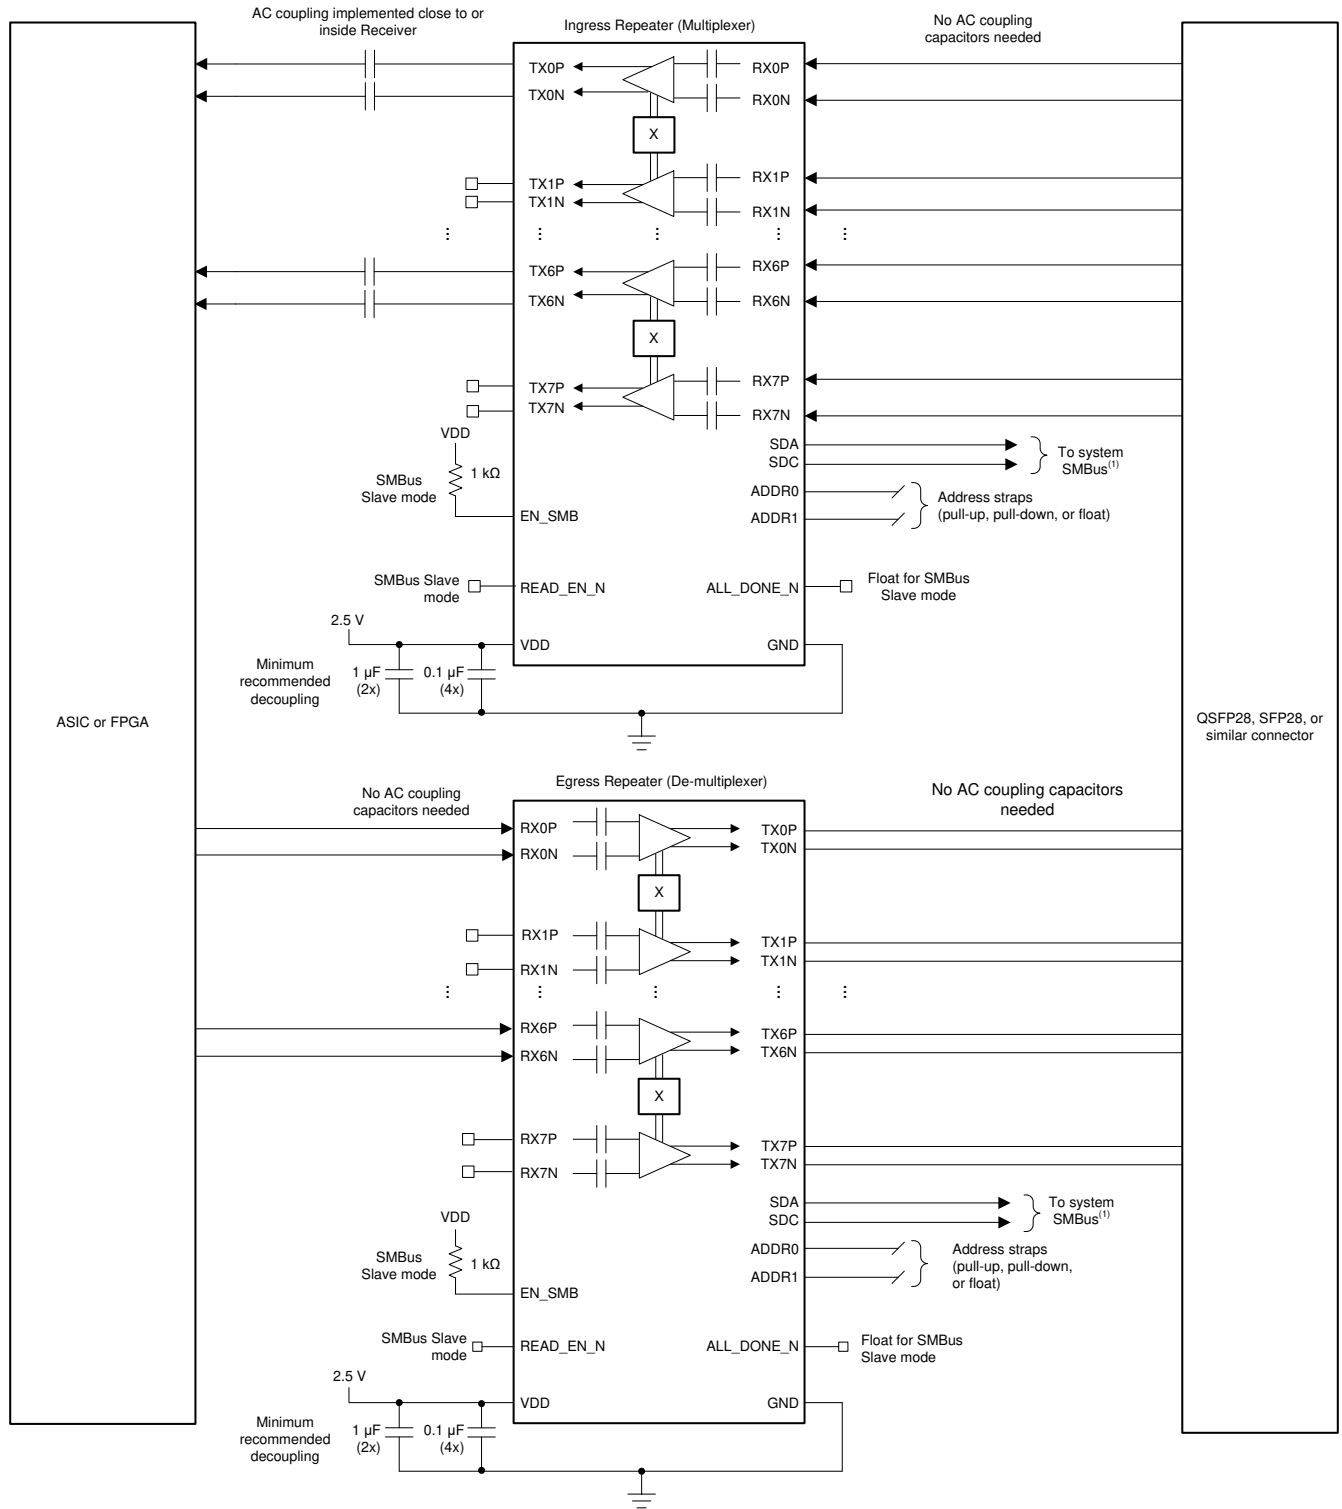 AC coupling implemented close to or
inside Receiver
Ingress Repeater (Multiplexer)
No AC coupling
capacitors needed
TX0P
RX0P
TX0N
RX0N
X
TX1P
RX1P
TX1N
RX1N
TX6P
RX6P
TX6N
RX6N
X
TX7P
RX7P
TX7N
RX7N
VDD
1 kΩ
SMBus
Slave mode
EN_SMB
SDA
SDC
To system
SMBus(1)
ADDR0
ADDR1
Address straps
(pull-up, pull-down, or float)
SMBus Slave
mode
READ_EN_N
ALL_DONE_N
Float for SMBus
Slave mode
2.5 V
VDD
GND
Minimum
recommended
decoupling
1 µF
(2x)
0.1 µF
(4x)
ASIC or FPGA
QSFP28, SFP28, or
similar connector
Egress Repeater (De-multiplexer)
No AC coupling
capacitors needed
No AC coupling capacitors
needed
RX0P
TX0P
RX0N
TX0N
X
RX1P
TX1P
RX1N
TX1N
RX6P
TX6P
RX6N
TX6N
X
RX7P
TX7P
RX7N
TX7N
VDD
1 kΩ
SMBus
Slave mode
EN_SMB
SDA
SDC
To system
SMBus(1)
ADDR0
ADDR1
Address straps
(pull-up, pull-down,
or float)
SMBus Slave
mode
READ_EN_N
ALL_DONE_N
Float for SMBus
Slave mode
2.5 V
VDD
GND
Minimum
recommended
decoupling
1 µF
(2x)
0.1 µF
(4x)